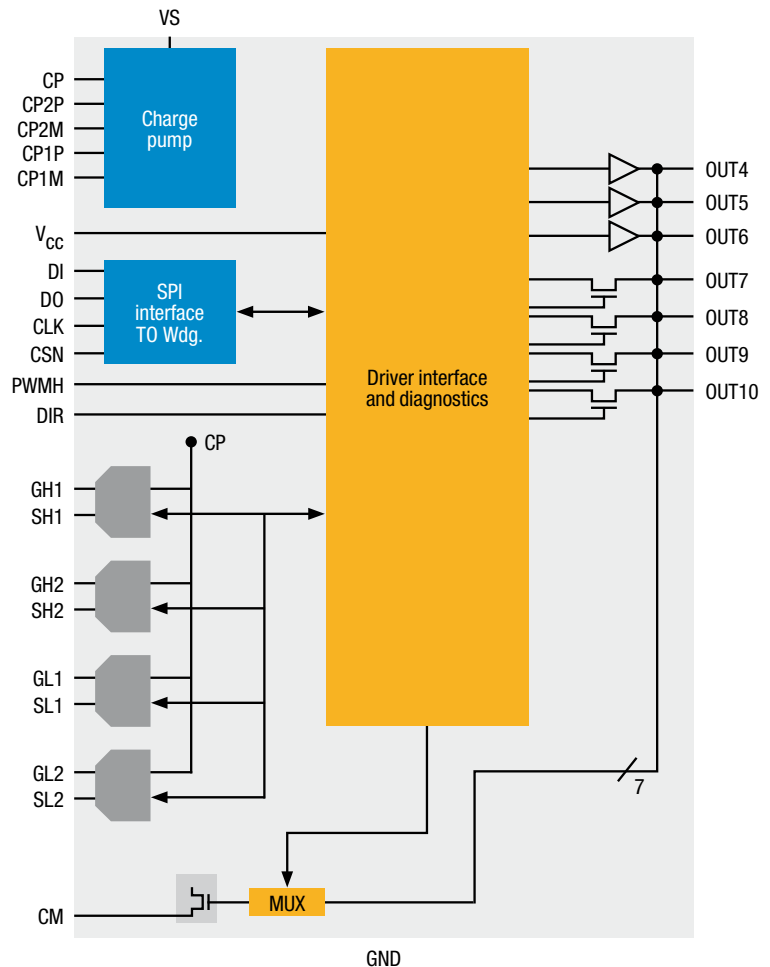 VS
CP
CP2P
CP2M
CP1P
CP1M
Charge
pump
VCC
DI
DO
CLK
CSN
SPI
interface
TO Wdg.
PWMH
DIR
Driver interface
and diagnostics
OUT4
OUT5
OUT6
OUT7
OUT8
OUT9
OUT10
CP
GH1
SH1
GH2
SH2
GL1
SL1
GL2
SL2
7
MUX
CM
GND